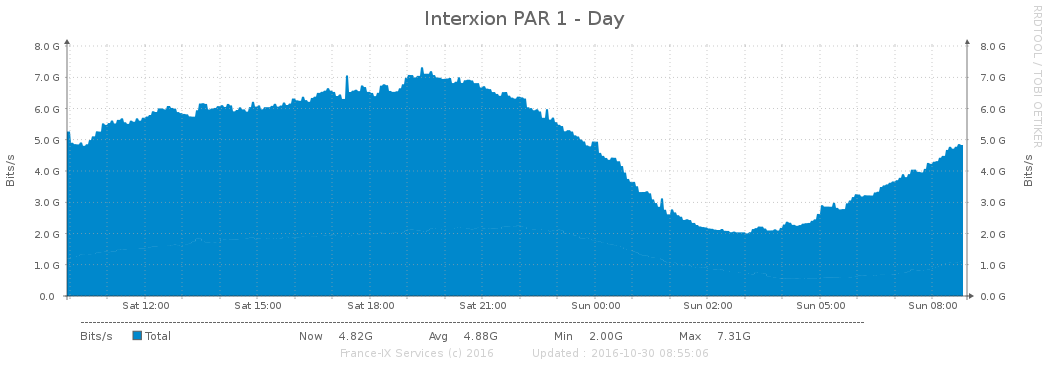 Interxion PAR 1 - Day
RRDTOOL / TOBI OETIKER
Bits/s
8.0 G 8.0 G
7.0 G 7.0 G
6.0 G 6.0 G
5.0 G 5.0 G
4.0 G 4.0 G
3.0 G 3.0 G
2.0 G 2.0 G
1.0 G 1.0 G
0.0 0.0 G
Bits/s
Sat 12:00 Sat 15:00 Sat 18:00 Sat 21:00 Sun 00:00 Sun 02:00 Sun 05:00 Sun 08:00
Bits/s Total Now 4.82G Avg 4.88G Min 2.00G Max 7.31G
France-IX Services (c) 2016 Updated : 2016-10-30 08:55:06